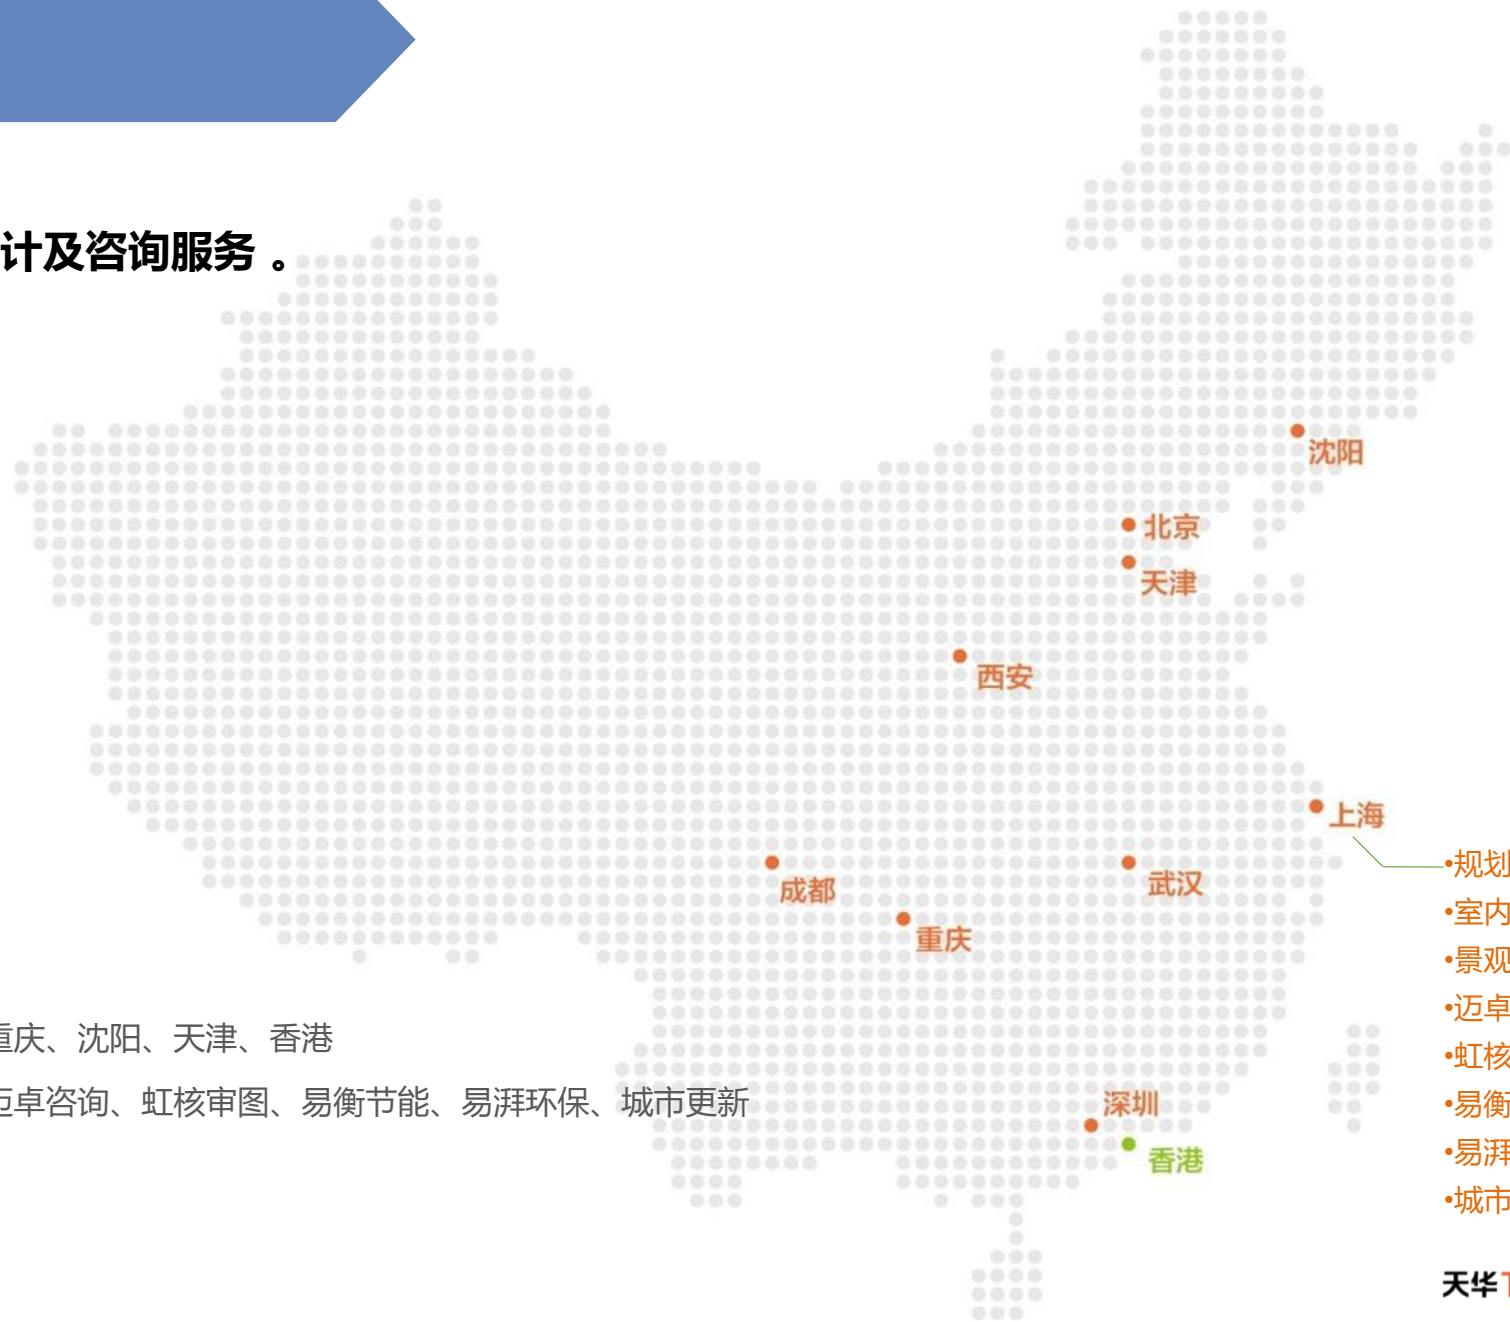 计及咨询服务 。
沈阳
北京
天津
西安
上海
成都
武汉
重庆
•规划
•室内
•景观
•迈卓
•虹核
•易衡
•易湃
•城市
重庆、沈阳、天津、香港
迈卓咨询、虹核审图、易衡节能、易湃环保、城市更新
深圳
香港
天华